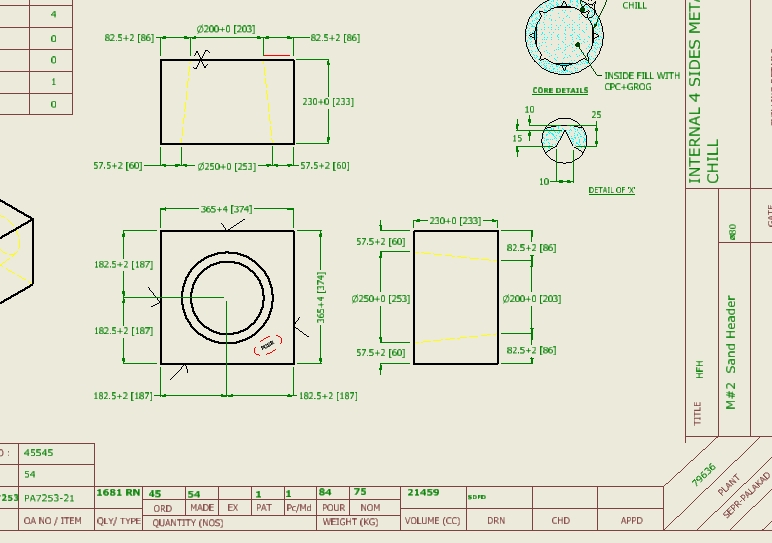 4
0
0
1
0
Ø200+0 [203]
82.5+2 [86]
82.5+2 [86]
230+0 [233]
57.5+2 [60]
Ø250+0 [253]
57.5+2 [60]
CHILL
INSIDE FILL WITH
CPC+GROG
CORE DETAILS
10
25
15
10
DETAIL OF 'X'
365+4 [374]
182.5+2 [187]
182.5+2 [187]
365+4 [374]
POUR
182.5+2 [187]
182.5+2 [187]
230+0 [233]
57.5+2 [60]
82.5+2 [86]
Ø250+0 [253]
Ø200+0 [203]
57.5+2 [60]
82.5+2 [86]
INTERNAL 4 SIDES META
CHILL
ø80
GATE
TITLE
HFH
M#2 Sand Header
O : 45545
54
7253 PA7253-21
OA NO / ITEM
1681 RN
QLY/ TYPE
45 54 1 1 84 75
ORD MADE EX PAT Pc/Md POUR NOM
QUANTITY (NOS) WEIGHT (KG)
21459
VOLUME (CC)
DRN CHD APPD
79636
PLANT
SEPR-PALAKAD